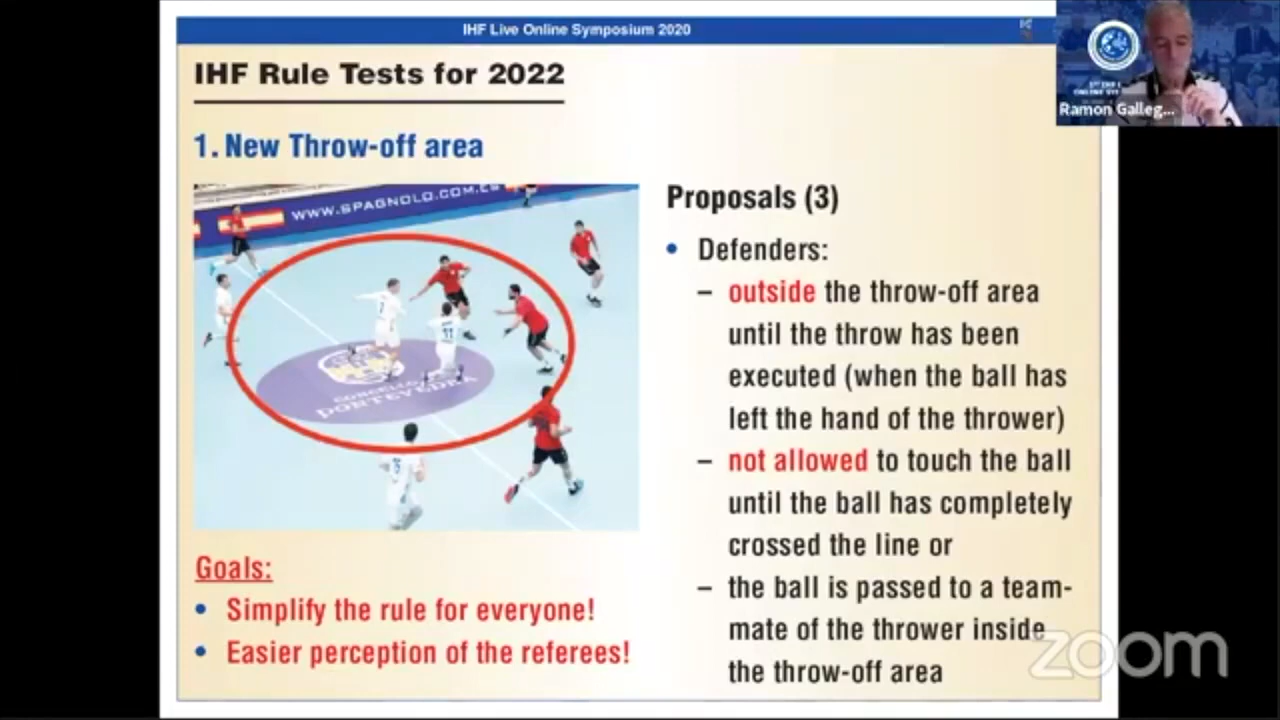 IHF Live Online Symposium 2020
Ramon Galleg...
IHF Rule Tests for 2022
1. New Throw-off area
WWW.SPAGNOLO.COM.ES
CONCELLO
PONTEVEDRA
Goals:
• Simplify the rule for everyone!
• Easier perception of the referees!
Proposals (3)
• Defenders:
– outside the throw-off area
until the throw has been
executed (when the ball has
left the hand of the thrower)
– not allowed to touch the ball
until the ball has completely
crossed the line or
– the ball is passed to a team-
mate of the thrower inside
the throw-off area
zoom